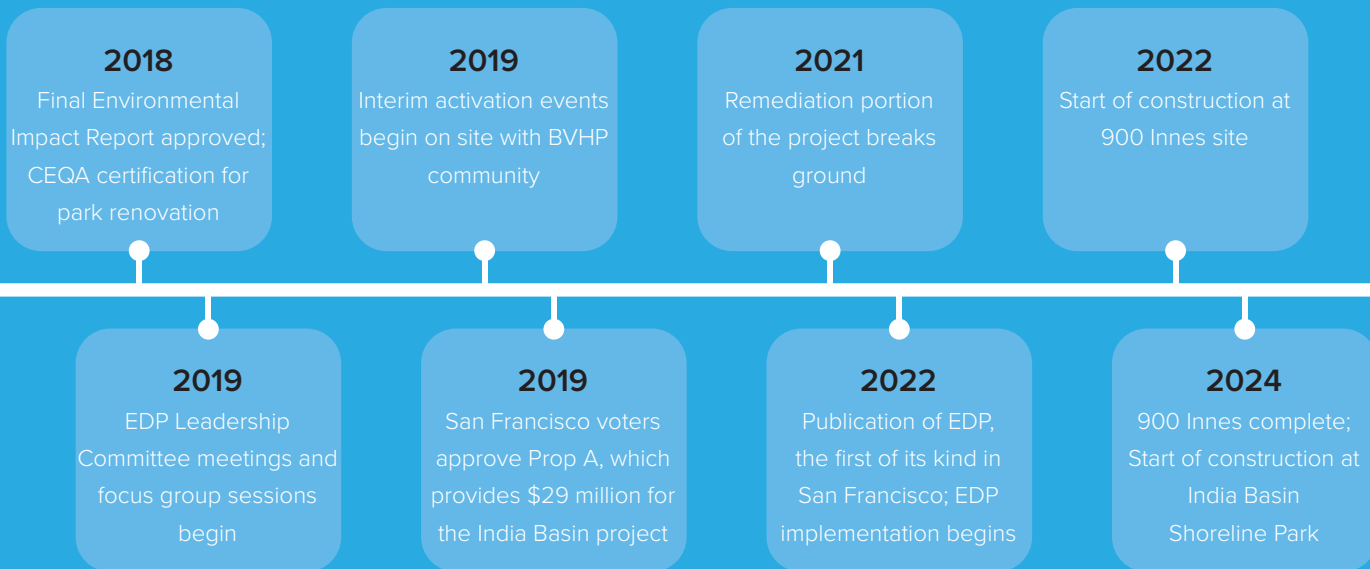 2018
Final Environmental
Impact Report approved;
CEQA certification for
park renovation
2019
EDP Leadership
Committee meetings and
focus group sessions
begin
2019
Interim activation events
begin on site with BVHP
community
2019
San Francisco voters
approve Prop A, which
provides $29 million for
the India Basin project
2021
Remediation portion
of the project breaks
ground
2022
Publication of EDP,
the first of its kind in
San Francisco; EDP
implementation begins
2022
Start of construction at
900 Innes site
2024
900 Innes complete;
Start of construction at
India Basin
Shoreline Park